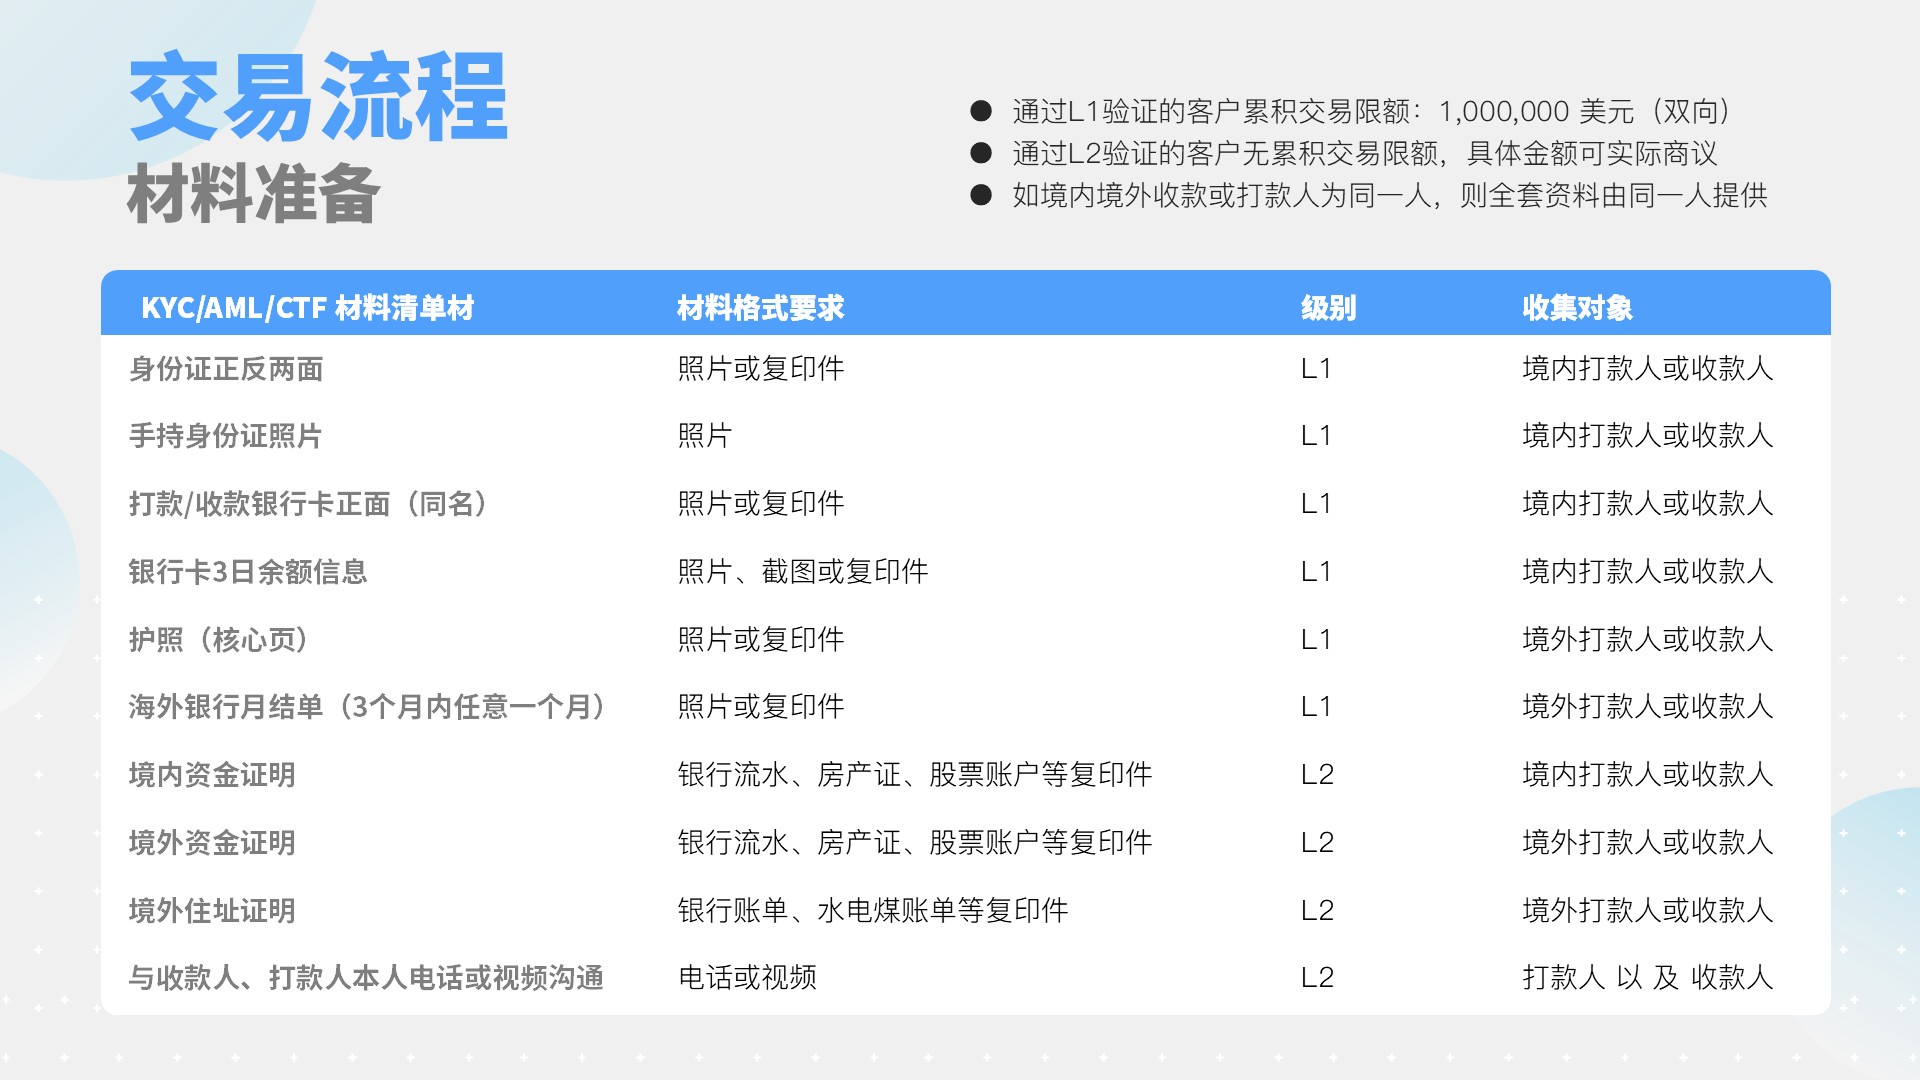 交易流程
材料准备
● 通过L1验证的客户累积交易限额：1,000,000 美元（双向）
● 通过L2验证的客户无累积交易限额，具体金额可实际商议
● 如境内境外收款或打款人为同一人，则全套资料由同一人提供
KYC/AML/CTF 材料清单材 材料格式要求 级别 收集对象
身份证正反两面 照片或复印件 L1 境内打款人或收款人
手持身份证照片 照片 L1 境内打款人或收款人
打款/收款银行卡正面（同名） 照片或复印件 L1 境内打款人或收款人
银行卡3日余额信息 照片、截图或复印件 L1 境内打款人或收款人
护照（核心页） 照片或复印件 L1 境外打款人或收款人
海外银行月结单（3个月内任意一个月） 照片或复印件 L1 境外打款人或收款人
境内资金证明 银行流水、房产证、股票账户等复印件 L2 境内打款人或收款人
境外资金证明 银行流水、房产证、股票账户等复印件 L2 境外打款人或收款人
境外住址证明 银行账单、水电煤账单等复印件 L2 境外打款人或收款人
与收款人、打款人本人电话或视频沟通 电话或视频 L2 打款人 以 及 收款人